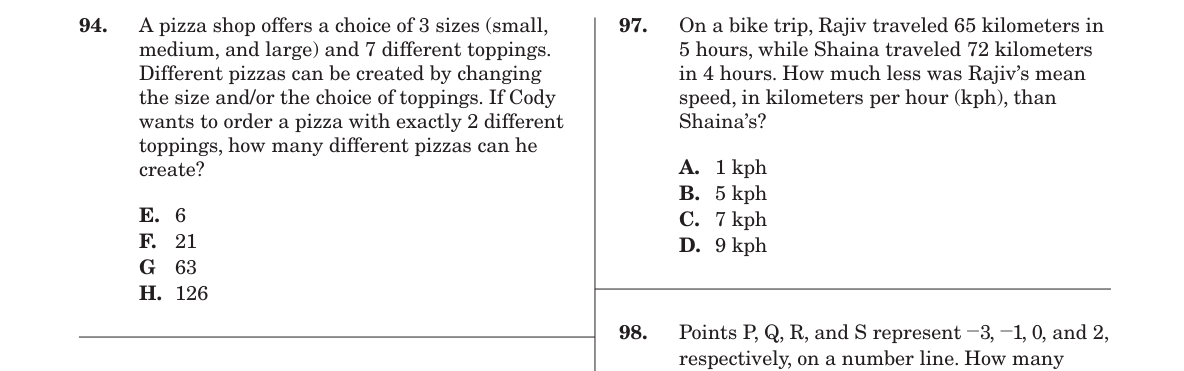 94. A pizza shop offers a choice of 3 sizes (small,
medium, and large) and 7 different toppings.
Different pizzas can be created by changing
the size and/or the choice of toppings. If Cody
wants to order a pizza with exactly 2 different
toppings, how many different pizzas can he
create?
E. 6
F. 21
G 63
H. 126
97. On a bike trip, Rajiv traveled 65 kilometers in
5 hours, while Shaina traveled 72 kilometers
in 4 hours. How much less was Rajiv’s mean
speed, in kilometers per hour (kph), than
Shaina’s?
A. 1 kph
B. 5 kph
C. 7 kph
D. 9 kph
98. Points P, Q, R, and S represent −3, −1, 0, and 2,
respectively, on a number line. How many